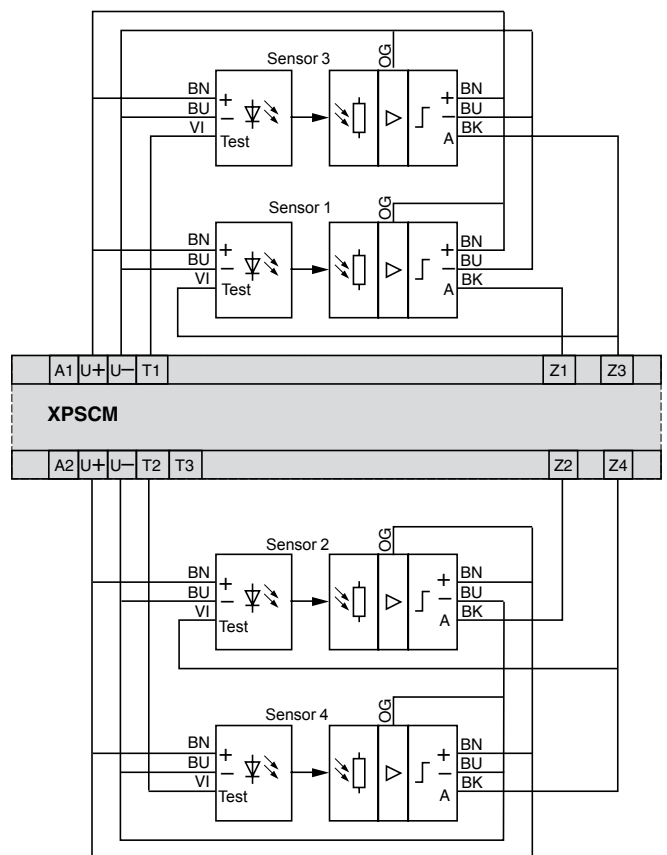 Sensor 3
OG
BN
BU
VI
+
−
Test
+
−
A
BN
BU
BK
Sensor 1
OG
BN
BU
VI
+
−
Test
+
−
A
BN
BU
BK
A1 U+ U− T1 Z1 Z3
XPSCM
A2 U+ U− T2 T3 Z2 Z4
Sensor 2
OG
BN
BU
VI
+
−
Test
+
−
A
BN
BU
BK
Sensor 4
OG
BN
BU
VI
+
−
Test
+
−
A
BN
BU
BK